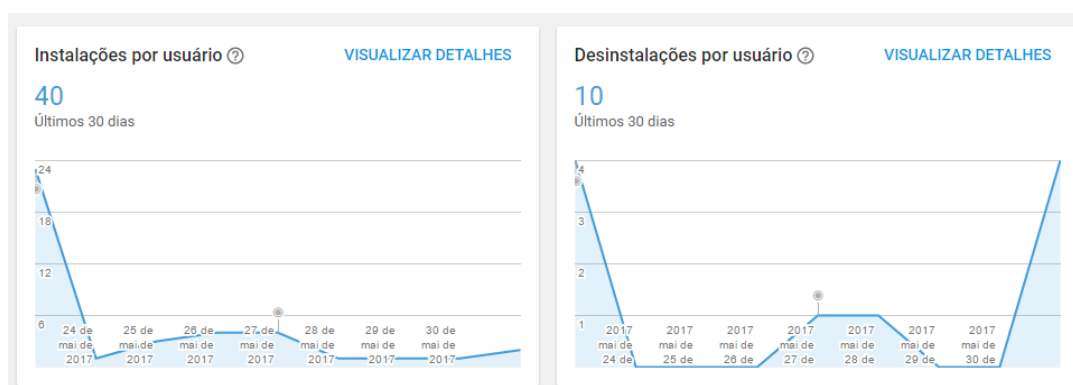 Instalações por usuário
VISUALIZAR DETALHES
40
Últimos 30 dias
24
18
12
6
24 de mai de 2017
25 de mai de 2017
26 de mai de 2017
27 de mai de 2017
28 de mai de 2017
29 de mai de 2017
30 de mai de 2017
Desinstalações por usuário
VISUALIZAR DETALHES
10
Últimos 30 dias
4
3
2
1
2017 mai de 24 de
2017 mai de 25 de
2017 mai de 26 de
2017 mai de 27 de
2017 mai de 28 de
2017 mai de 29 de
2017 mai de 30 de